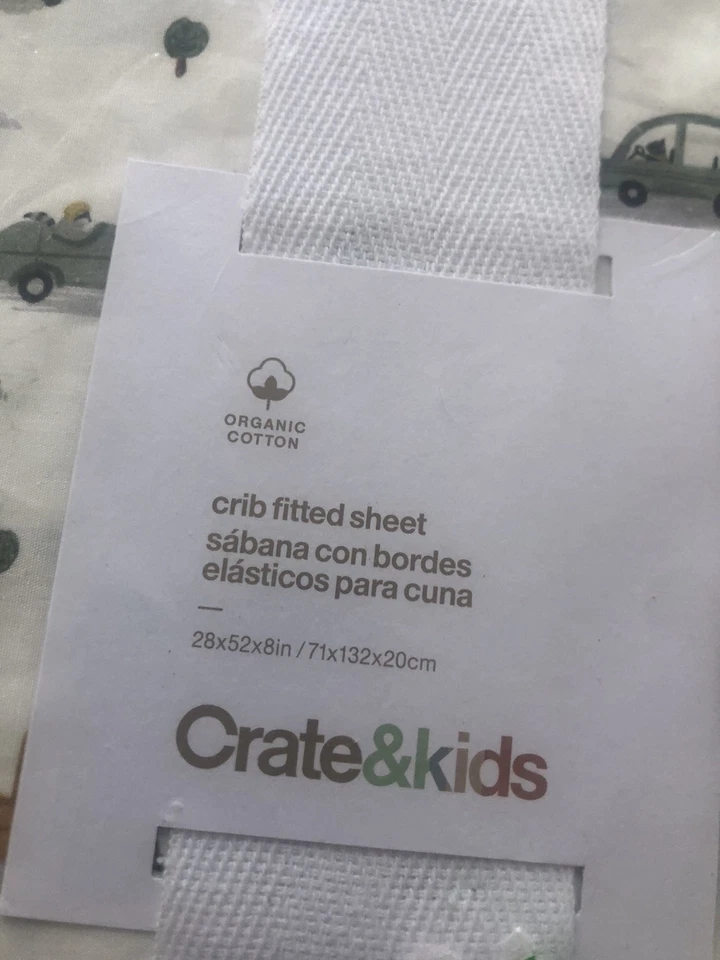 ORGANIC
COTTON
crib fitted sheet
sábana con bordes
elásticos para cuna
—
28x52x8in / 71x132x20cm
Crate&kids